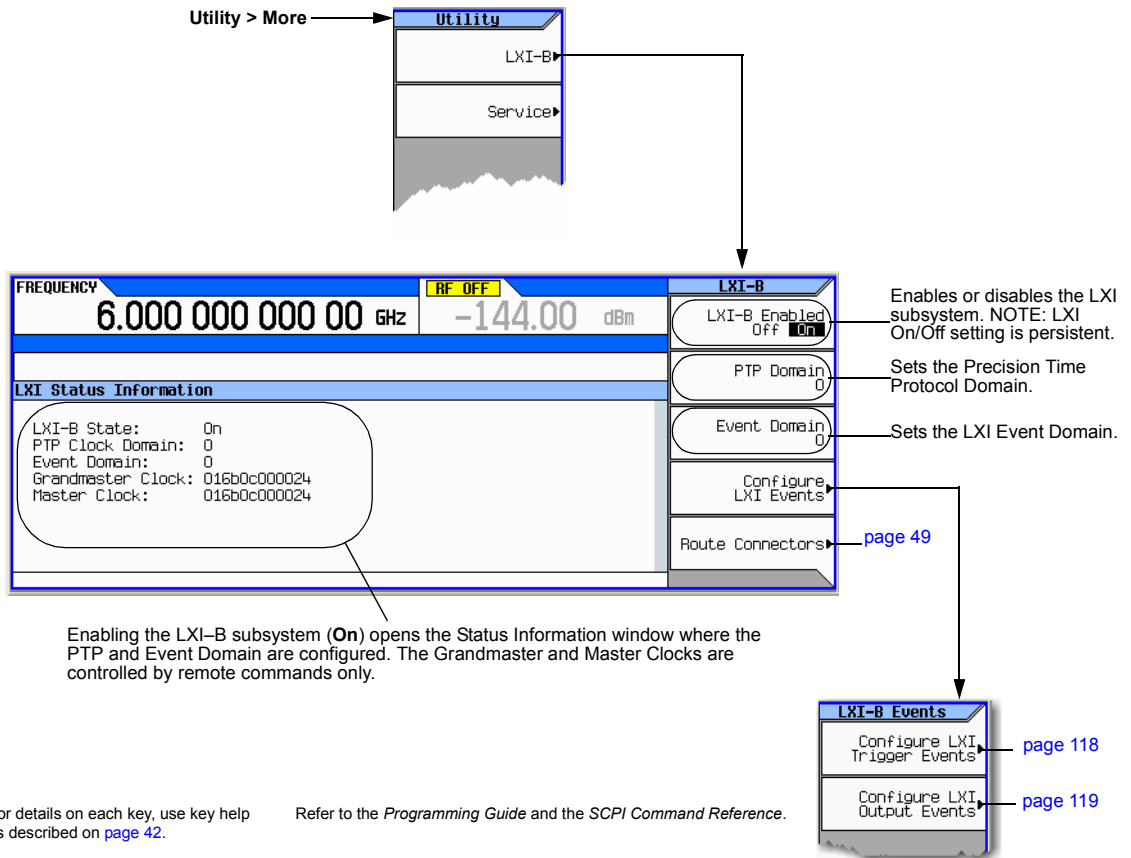 Utility > More
Utility
LXI-B
Service
FREQUENCY
6.000 000 000 00 GHz
RF OFF
-144.00 dBm
LXI Status Information
LXI-B State: On
PTP Clock Domain: 0
Event Domain: 0
Grandmaster Clock: 016b0c000024
Master Clock: 016b0c000024
LXI-B
LXI-B Enabled
Off On
PTP Domain
0
Event Domain
0
Configure
LXI Events
Route Connectors
Enables or disables the LXI
subsystem. NOTE: LXI
On/Off setting is persistent.
Sets the Precision Time
Protocol Domain.
Sets the LXI Event Domain.
page 49
Enabling the LXI–B subsystem (On) opens the Status Information window where the
PTP and Event Domain are configured. The Grandmaster and Master Clocks are
controlled by remote commands only.
LXI-B Events
Configure LXI
Trigger Events
page 118
Configure LXI
Output Events
page 119
or details on each key, use key help
s described on page 42.
Refer to the Programming Guide and the SCPI Command Reference.